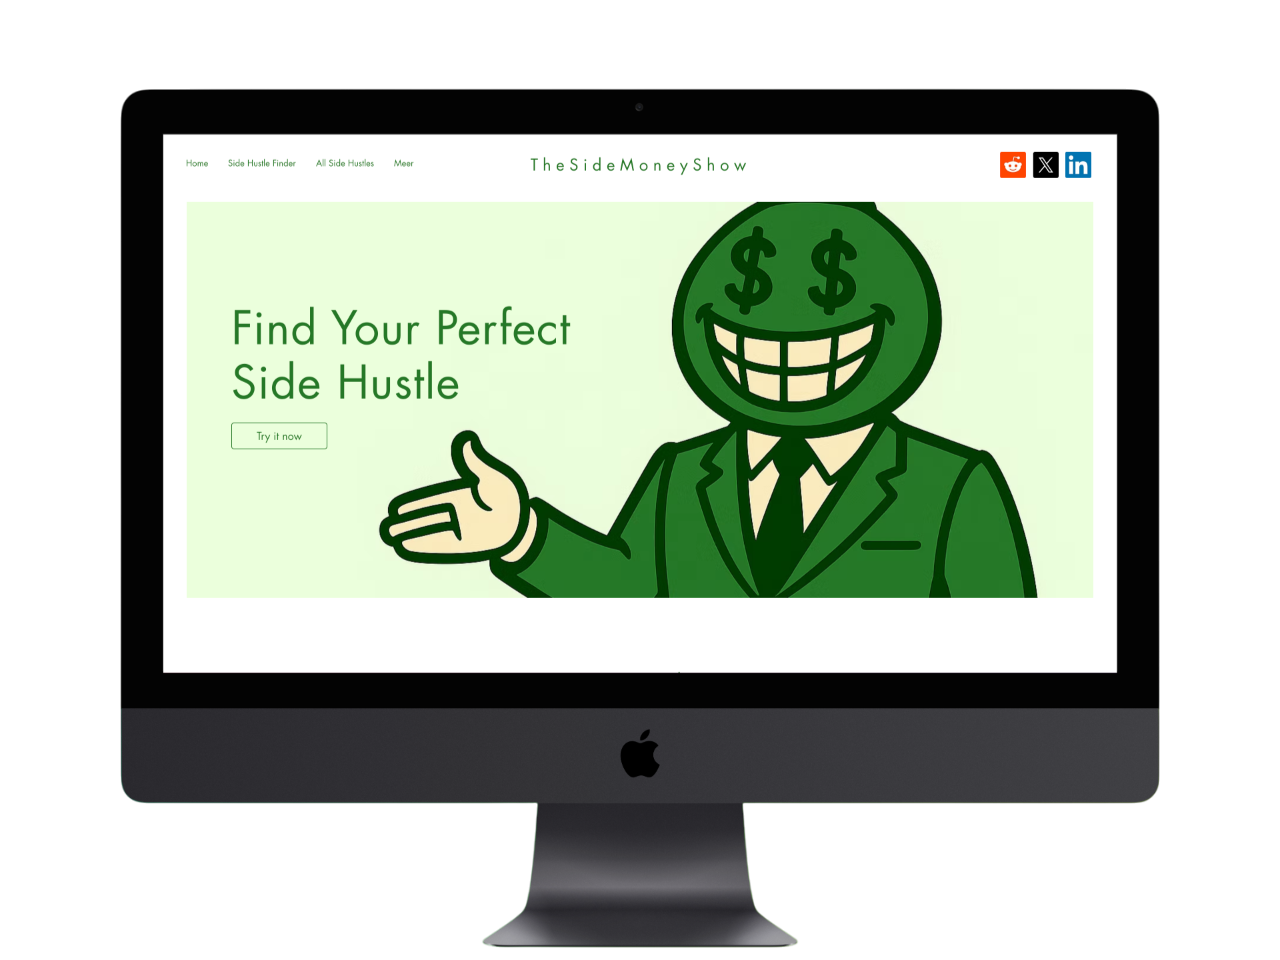 Home Side Hustle Finder All Side Hustles Meer
TheSideMoneyShow
Find Your Perfect
Side Hustle
Try it now